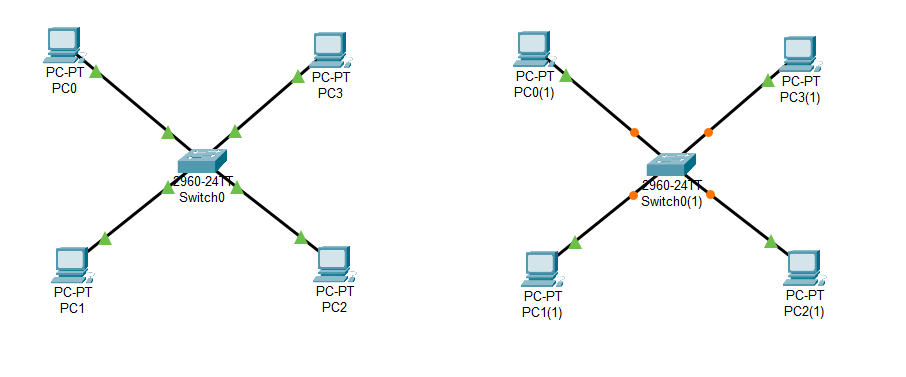 PC-PT
PC0
PC-PT
PC3
2960-24TT
Switch0
PC-PT
PC1
PC-PT
PC2
PC-PT
PC0(1)
PC-PT
PC3(1)
2960-24TT
Switch0(1)
PC-PT
PC1(1)
PC-PT
PC2(1)